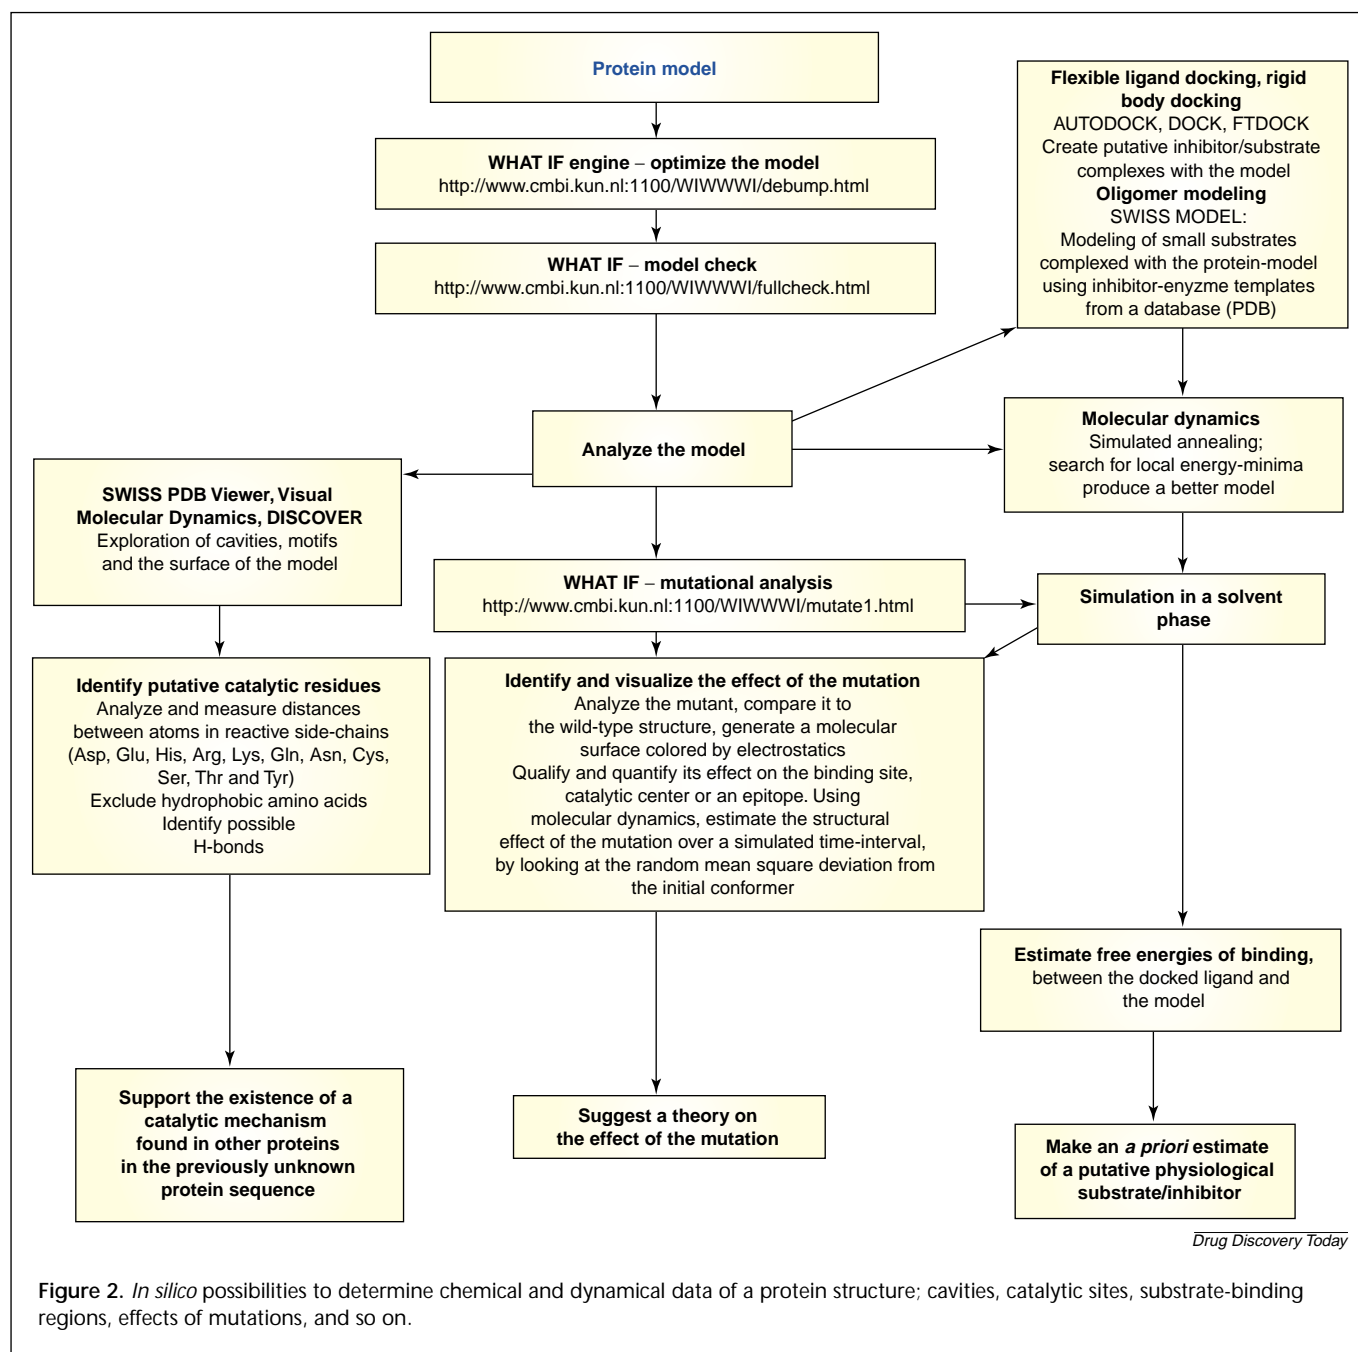 Protein model
WHAT IF engine – optimize the model
http://www.cmbi.kun.nl:1100/WIWWWI/debump.html
WHAT IF – model check
http://www.cmbi.kun.nl:1100/WIWWWI/fullcheck.html
Flexible ligand docking, rigid
body docking
AUTODOCK, DOCK, FTDOCK
Create putative inhibitor/substrate
complexes with the model
Oligomer modeling
SWISS MODEL:
Modeling of small substrates
complexed with the protein-model
using inhibitor-enyzme templates
from a database (PDB)
Analyze the model
Molecular dynamics
Simulated annealing;
search for local energy-minima
produce a better model
SWISS PDB Viewer, Visual
Molecular Dynamics, DISCOVER
Exploration of cavities, motifs
and the surface of the model
WHAT IF – mutational analysis
http://www.cmbi.kun.nl:1100/WIWWWI/mutate1.html
Simulation in a solvent
phase
Identify putative catalytic residues
Analyze and measure distances
between atoms in reactive side-chains
(Asp, Glu, His, Arg, Lys, Gln, Asn, Cys,
Ser, Thr and Tyr)
Exclude hydrophobic amino acids
Identify possible
H-bonds
Identify and visualize the effect of the mutation
Analyze the mutant, compare it to
the wild-type structure, generate a molecular
surface colored by electrostatics
Qualify and quantify its effect on the binding site,
catalytic center or an epitope. Using
molecular dynamics, estimate the structural
effect of the mutation over a simulated time-interval,
by looking at the random mean square deviation from
the initial conformer
Estimate free energies of binding,
between the docked ligand and
the model
Support the existence of a
catalytic mechanism
found in other proteins
in the previously unknown
protein sequence
Suggest a theory on
the effect of the mutation
Make an a priori estimate
of a putative physiological
substrate/inhibitor
Drug Discovery Today
Figure 2. In silico possibilities to determine chemical and dynamical data of a protein structure; cavities, catalytic sites, substrate-binding
regions, effects of mutations, and so on.